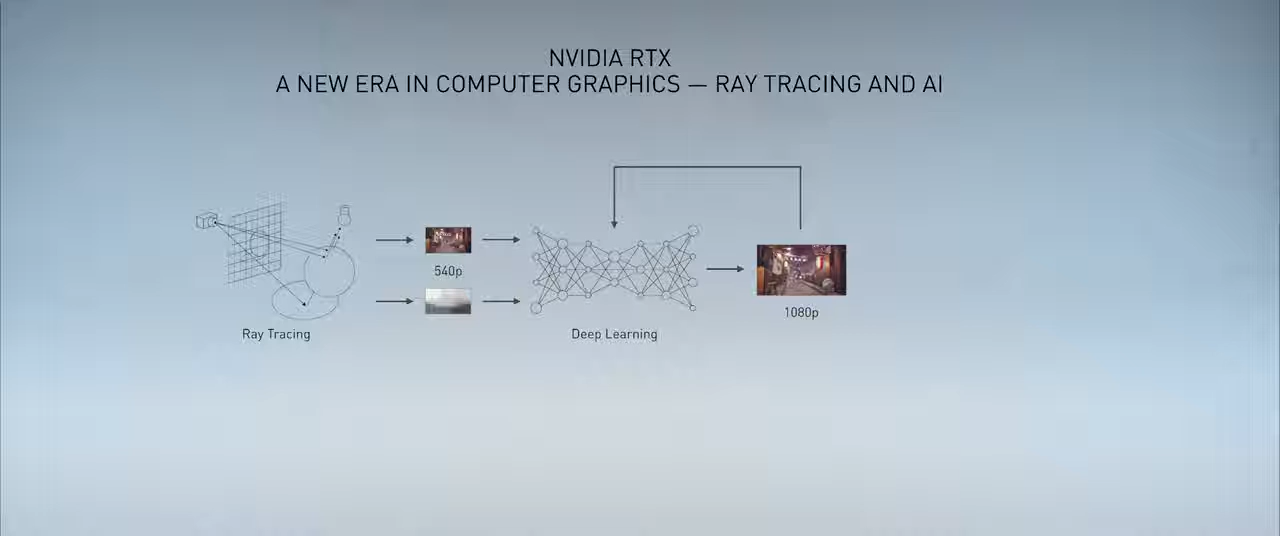 NVIDIA RTX
A NEW ERA IN COMPUTER GRAPHICS — RAY TRACING AND AI
540p
1080p
Ray Tracing
Deep Learning